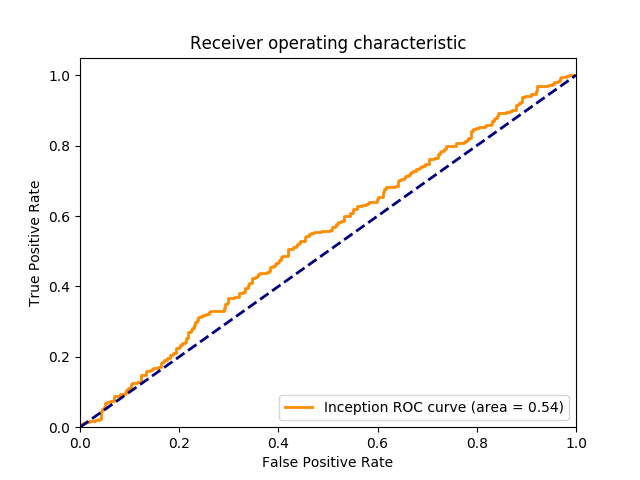 Receiver operating characteristic
1.0
0.8
0.6
0.4
0.2
0.0
True Positive Rate
Inception ROC curve (area = 0.54)
0.0 0.2 0.4 0.6 0.8 1.0
False Positive Rate